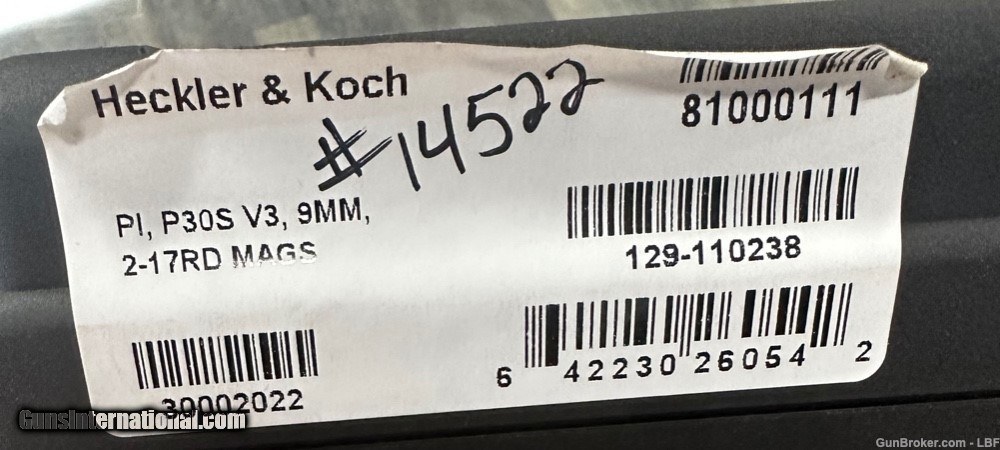 Heckler & Koch
#14522
81000111
PI, P30S V3, 9MM,
2-17RD MAGS
129-110238
6 42230 26054 2
30002022
GunsInternational.com
GunBroker.com - LBF